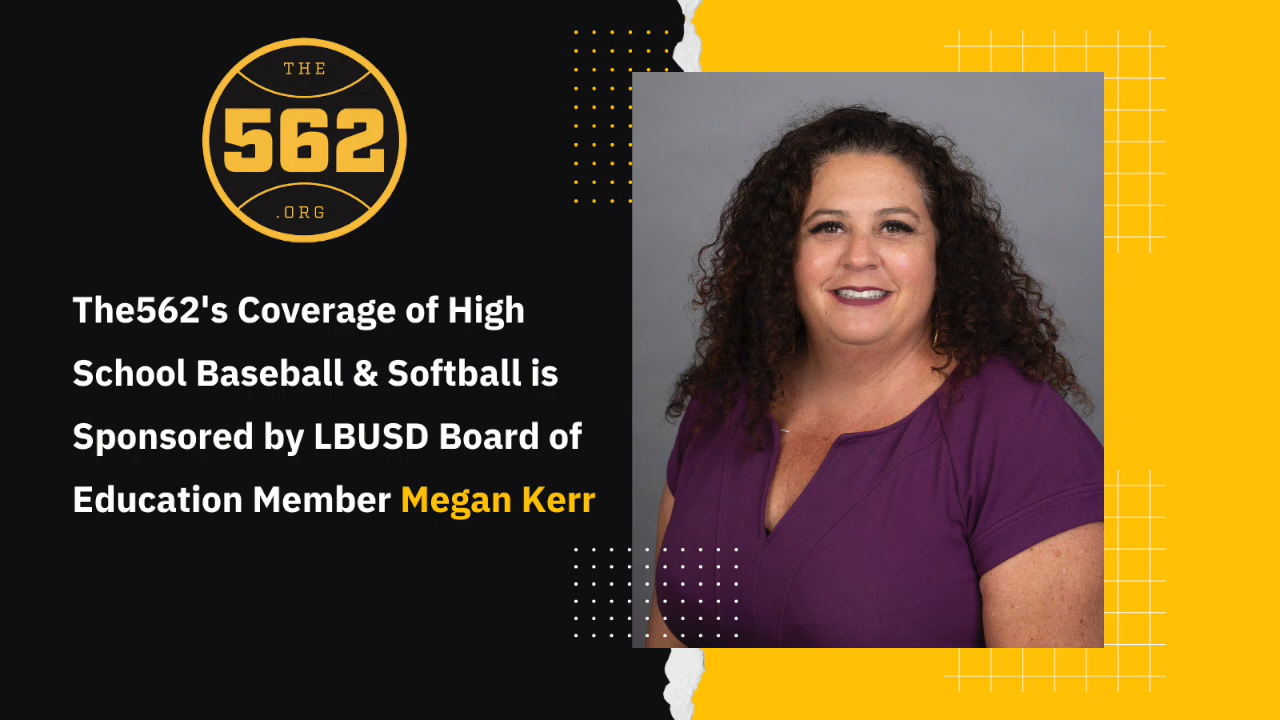 THE
562
.ORG
The562's Coverage of High
School Baseball & Softball is
Sponsored by LBUSD Board of
Education Member Megan Kerr